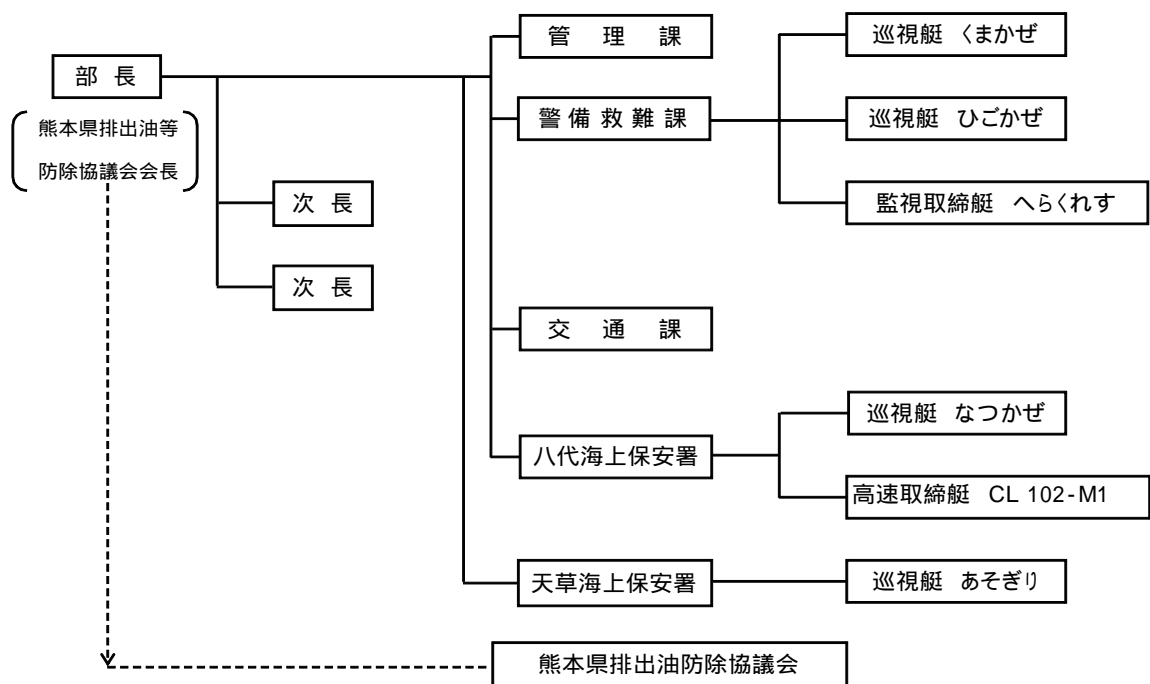 管理課
巡視艇 くまかぜ
部長
熊本県排出油等
防除協議会会長
警備救難課
巡視艇 ひごかぜ
次長
監視取締艇 へらくれす
次長
交通課
巡視艇 なつかぜ
八代海上保安署
高速取締艇 CL 102-M1
天草海上保安署
巡視艇 あそぎり
熊本県排出油防除協議会